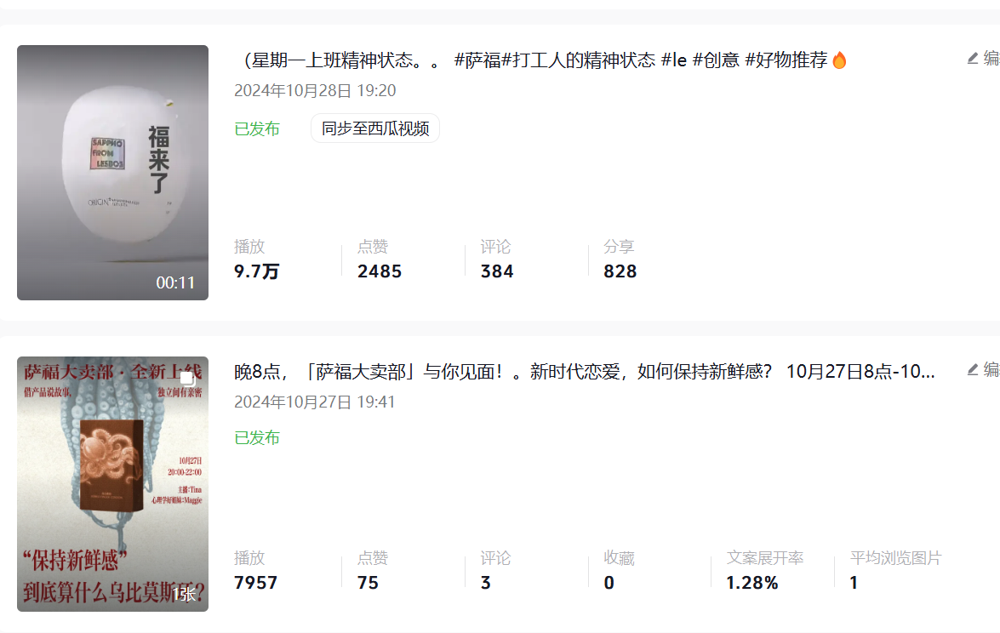 （星期一上班精神状态。。 #萨福#打工人的精神状态 #le #创意 #好物推荐🔥
编
2024年10月28日 19:20
已发布
同步至西瓜视频
SAPPHO
FROM
LESBOS
福来了
ORIGIN
00:11
播放
点赞
评论
分享
9.7万
2485
384
828
晚8点，「萨福大卖部」与你见面！。新时代恋爱，如何保持新鲜感？ 10月27日8点-10...
编
2024年10月27日 19:41
已发布
萨福大卖部·全新上线
借产品说故事,
独立间有亲密
10月27日
20:00-22:00
主播:Tina
心理学好姐妹:Maggie
“保持新鲜感”
到底算什么乌比莫斯环?
1张
播放
点赞
评论
收藏
文案展开率
平均浏览图片
7957
75
3
0
1.28%
1